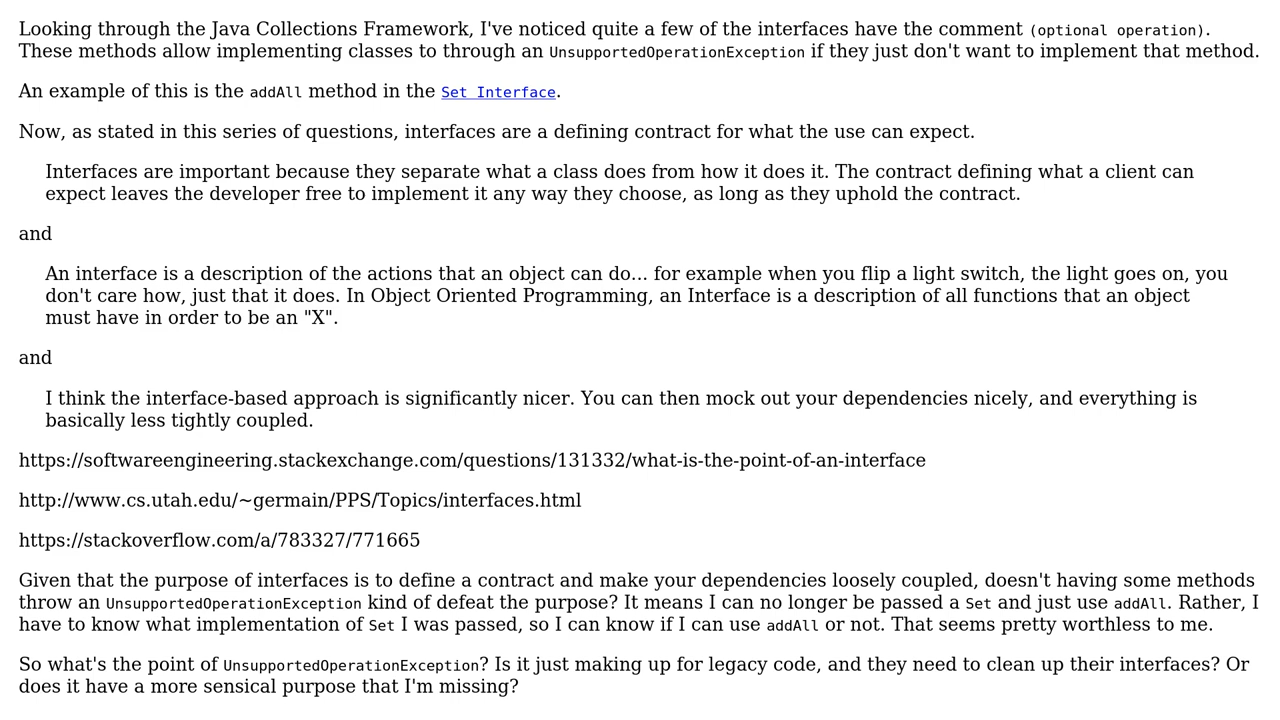 Looking through the Java Collections Framework, I've noticed quite a few of the interfaces have the comment (optional operation).
These methods allow implementing classes to through an UnsupportedOperationException if they just don't want to implement that method.
An example of this is the addAll method in the Set Interface.
Now, as stated in this series of questions, interfaces are a defining contract for what the use can expect.
Interfaces are important because they separate what a class does from how it does it. The contract defining what a client can
expect leaves the developer free to implement it any way they choose, as long as they uphold the contract.
and
An interface is a description of the actions that an object can do... for example when you flip a light switch, the light goes on, you
don't care how, just that it does. In Object Oriented Programming, an Interface is a description of all functions that an object
must have in order to be an "X".
and
I think the interface-based approach is significantly nicer. You can then mock out your dependencies nicely, and everything is
basically less tightly coupled.
https://softwareengineering.stackexchange.com/questions/131332/what-is-the-point-of-an-interface
http://www.cs.utah.edu/~germain/PPS/Topics/interfaces.html
https://stackoverflow.com/a/783327/771665
Given that the purpose of interfaces is to define a contract and make your dependencies loosely coupled, doesn't having some methods
throw an UnsupportedOperationException kind of defeat the purpose? It means I can no longer be passed a Set and just use addAll. Rather, I
have to know what implementation of Set I was passed, so I can know if I can use addAll or not. That seems pretty worthless to me.
So what's the point of UnsupportedOperationException? Is it just making up for legacy code, and they need to clean up their interfaces? Or
does it have a more sensical purpose that I'm missing?